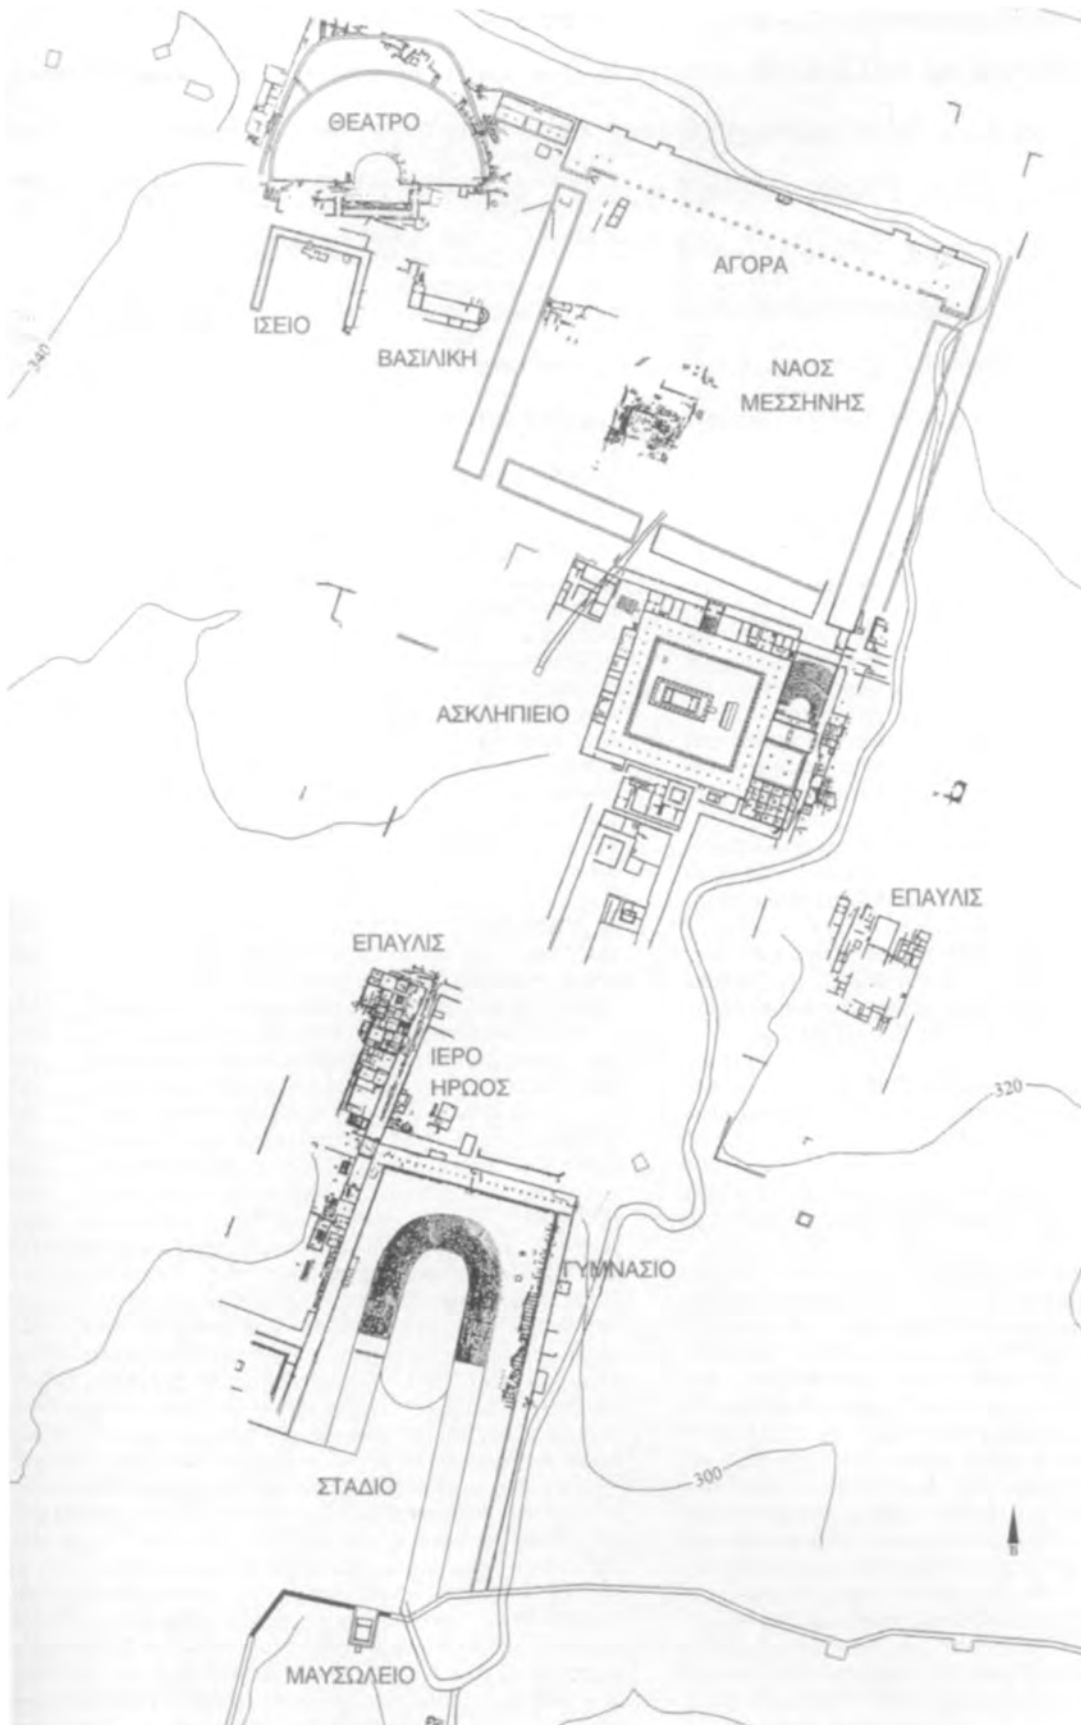 ΘΕΑΤΡΟ
ΑΓΟΡΑ
ΙΣΕΙΟ
ΒΑΣΙΛΙΚΗ
340
ΝΑΟΣ
ΜΕΣΣΗΝΗΣ
ΑΣΚΛΗΠΙΕΙΟ
ΕΠΑΥΛΙΣ
ΕΠΑΥΛΙΣ
ΙΕΡΟ
ΗΡΩΟΣ
320
ΓΥΜΝΑΣΙΟ
300
ΣΤΑΔΙΟ
Β
ΜΑΥΣΩΛΕΙΟ